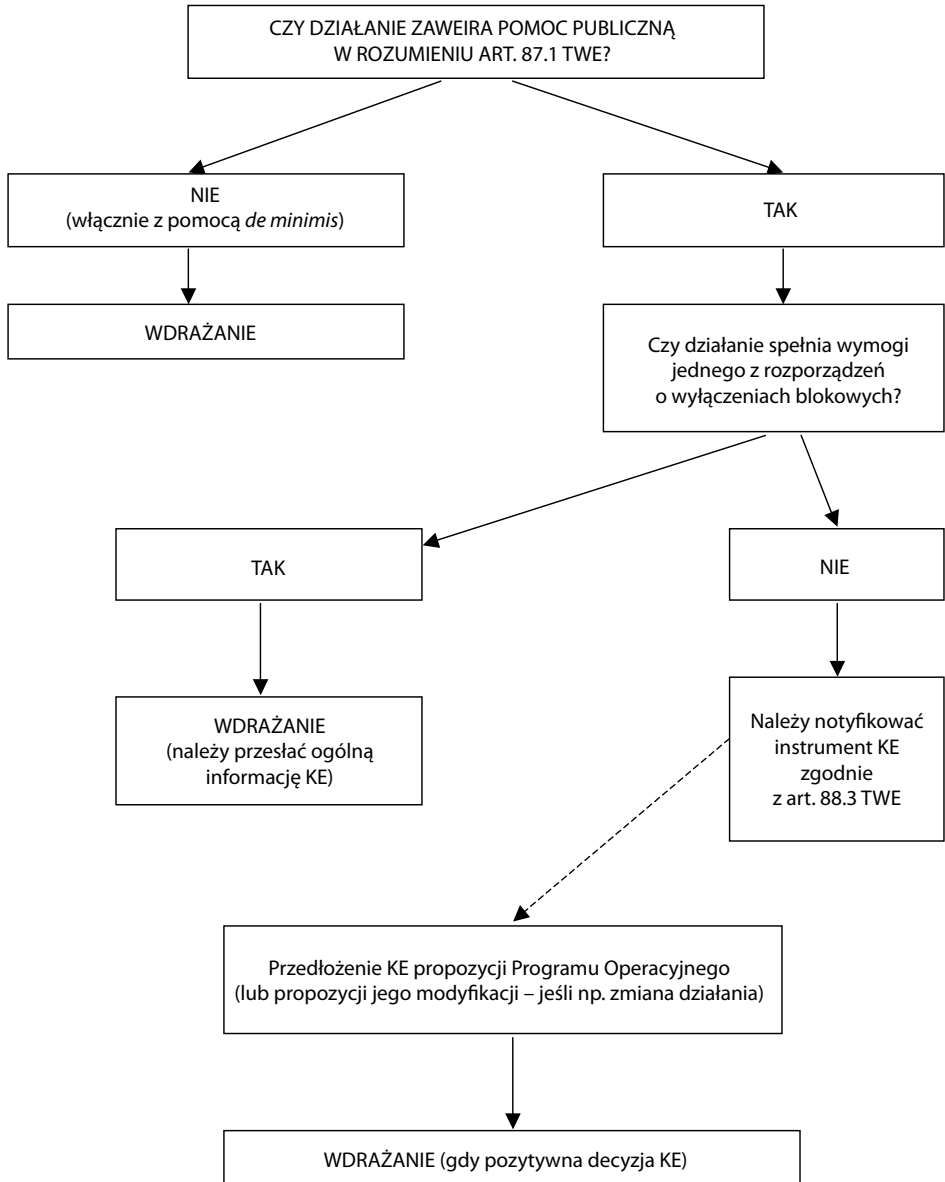 CZY DZIAŁANIE ZAWEIRA POMOC PUBLICZNĄ
W ROZUMIENIU ART. 87.1 TWE?
NIE
(włącznie z pomocą de minimis)
TAK
WDRAŻANIE
Czy działanie spełnia wymogi
jednego z rozporządzeń
o wyłączeniach blokowych?
TAK
NIE
WDRAŻANIE
(należy przesłać ogólną
informację KE)
Należy notyfikować
instrument KE
zgodnie
z art. 88.3 TWE
Przedłożenie KE propozycji Programu Operacyjnego
(lub propozycji jego modyfikacji – jeśli np. zmiana działania)
WDRAŻANIE (gdy pozytywna decyzja KE)